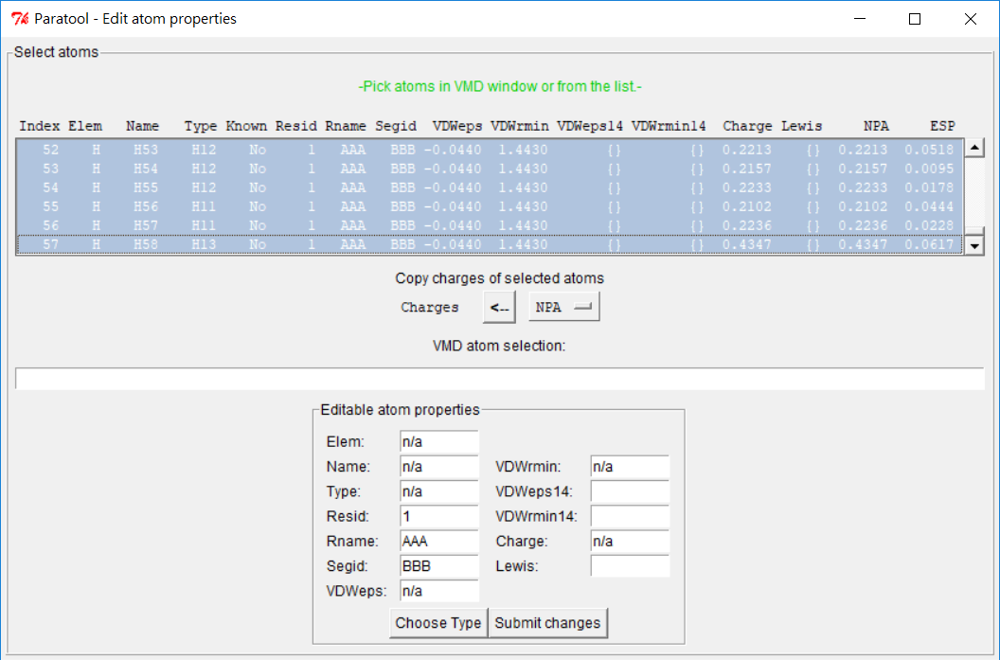 Paratool - Edit atom properties
Select atoms
-Pick atoms in VMD window or from the list.-
Index Elem Name Type Known Resid Rname Segid VDWeps VDWrmin VDWeps14 VDWrmin14 Charge Lewis NPA ESP
52 H H53 H12 No 1 AAA BBB -0.0440 1.4430 {} {} 0.2213 {} 0.2213 0.0518
53 H H54 H12 No 1 AAA BBB -0.0440 1.4430 {} {} 0.2157 {} 0.2157 0.0095
54 H H55 H12 No 1 AAA BBB -0.0440 1.4430 {} {} 0.2233 {} 0.2233 0.0178
55 H H56 H11 No 1 AAA BBB -0.0440 1.4430 {} {} 0.2102 {} 0.2102 0.0444
56 H H57 H11 No 1 AAA BBB -0.0440 1.4430 {} {} 0.2236 {} 0.2236 0.0228
57 H H58 H13 No 1 AAA BBB -0.0440 1.4430 {} {} 0.4347 {} 0.4347 0.0617
Copy charges of selected atoms
Charges <-- NPA
VMD atom selection:
Editable atom properties
Elem: n/a
Name: n/a VDWrmin: n/a
Type: n/a VDWeps14:
Resid: 1 VDWrmin14:
Rname: AAA Charge: n/a
Segid: BBB Lewis:
VDWeps: n/a
Choose Type Submit changes